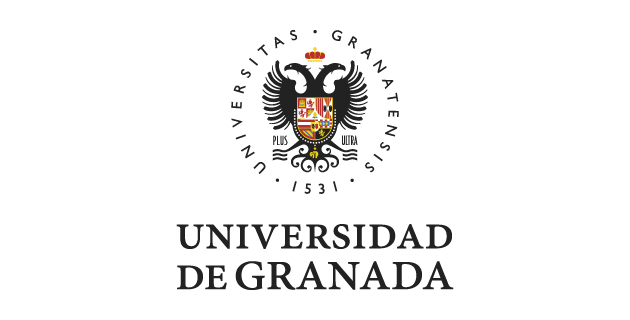 UNIVERSITAS · GRANATENSIS
PLUS ULTRA
· 1531 ·
UNIVERSIDAD
DE GRANADA